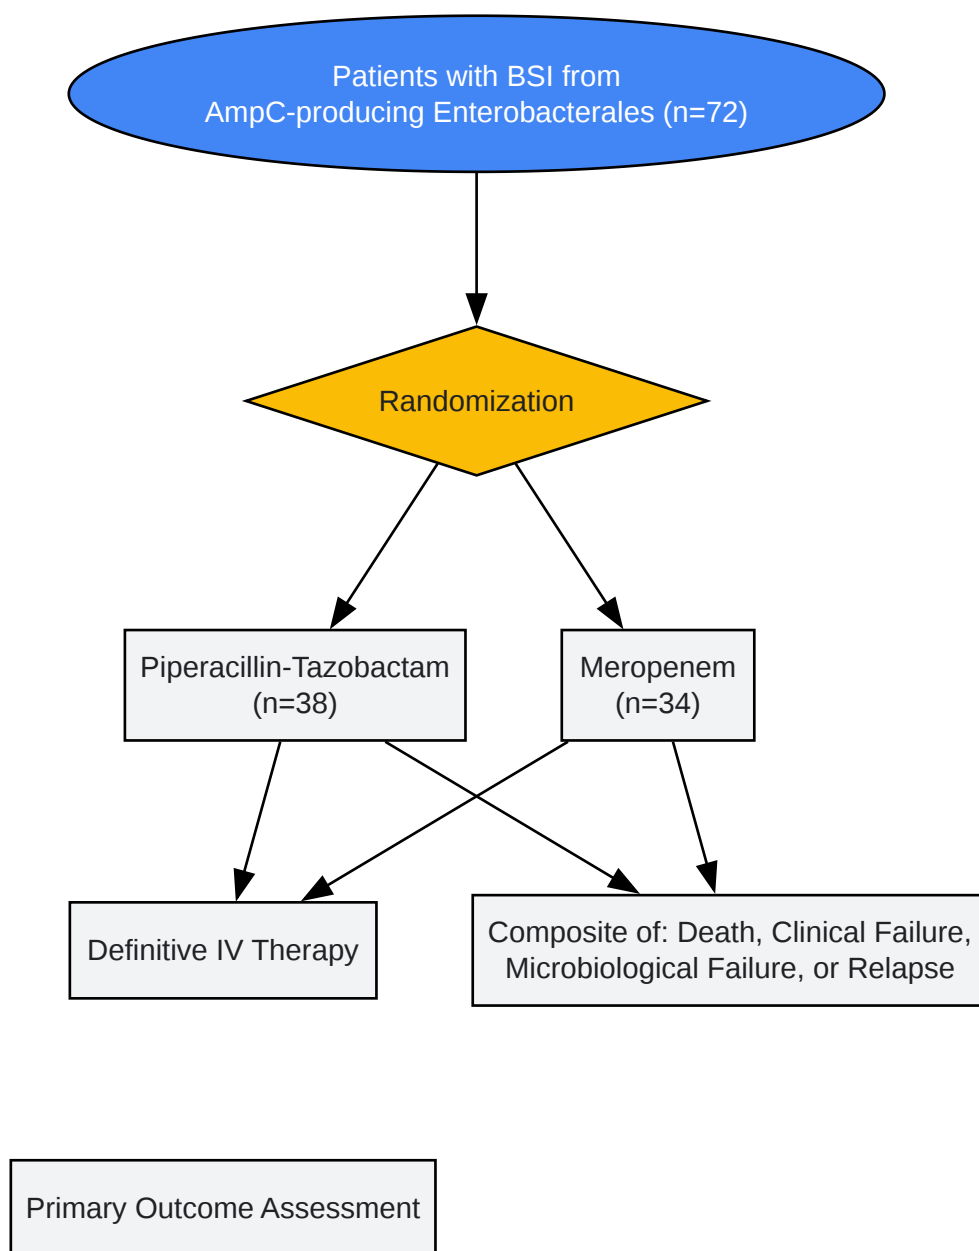 Patients with BSI from
AmpC-producing Enterobacterales (n=72)
Randomization
Piperacillin-Tazobactam
(n=38)
Meropenem
(n=34)
Definitive IV Therapy
Composite of: Death, Clinical Failure,
Microbiological Failure, or Relapse
Primary Outcome Assessment